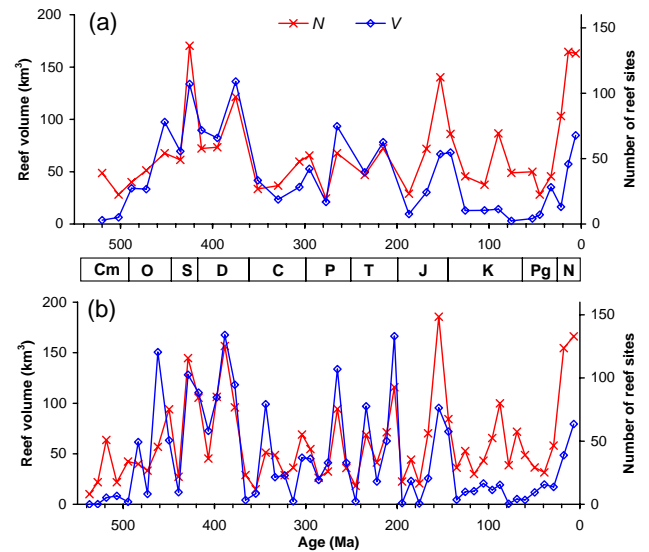 (a)
N V
Reef volume (km³)
200
150
100
50
0
Number of reef sites
150
100
50
0
500 400 300 200 100 0
Cm O S D C P T J K Pg N
(b)
Reef volume (km³)
200
150
100
50
0
Number of reef sites
150
100
50
0
500 400 300 200 100 0
Age (Ma)